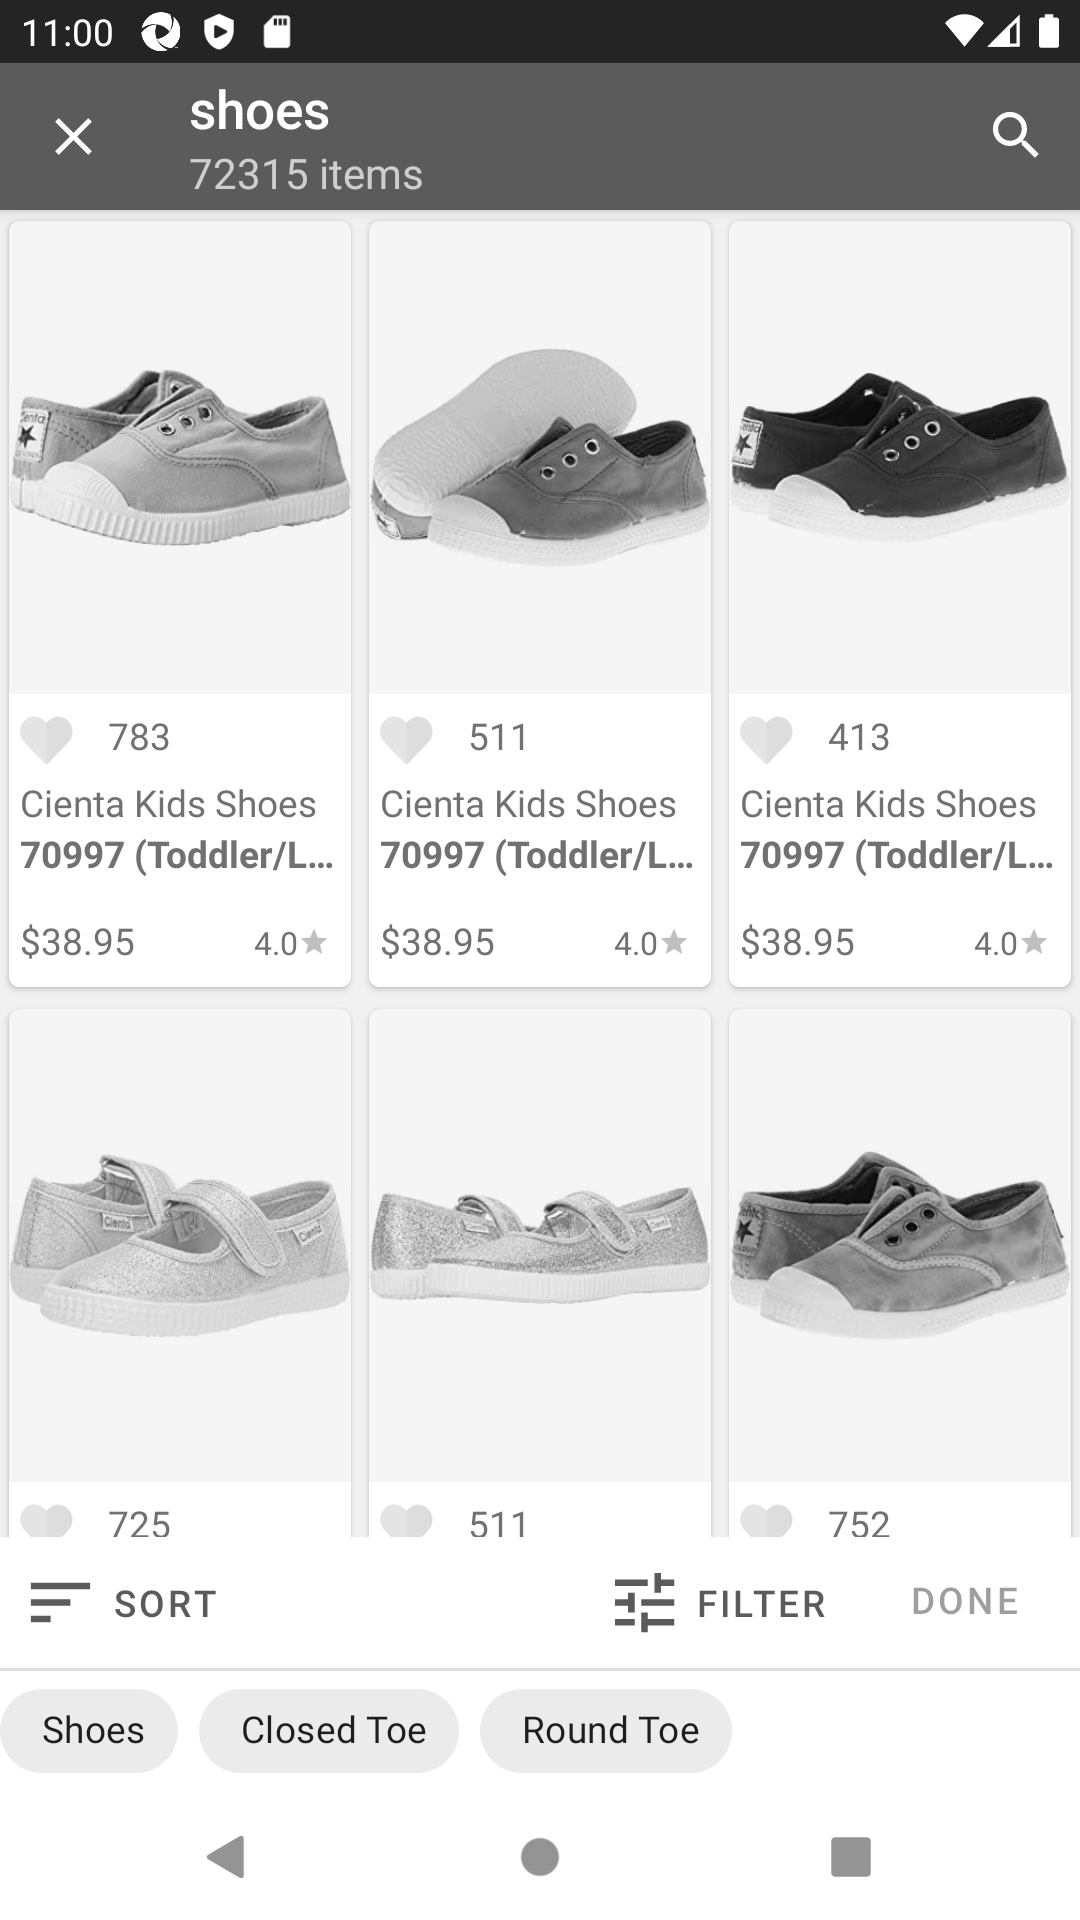 11:00
shoes
72315 items
783
511
413
Cienta Kids Shoes
Cienta Kids Shoes
Cienta Kids Shoes
70997 (Toddler/L…
70997 (Toddler/L…
70997 (Toddler/L…
$38.95
4.0
$38.95
4.0
$38.95
4.0
Cienta
Cienta
725
511
752
SORT
FILTER
DONE
Shoes
Closed Toe
Round Toe